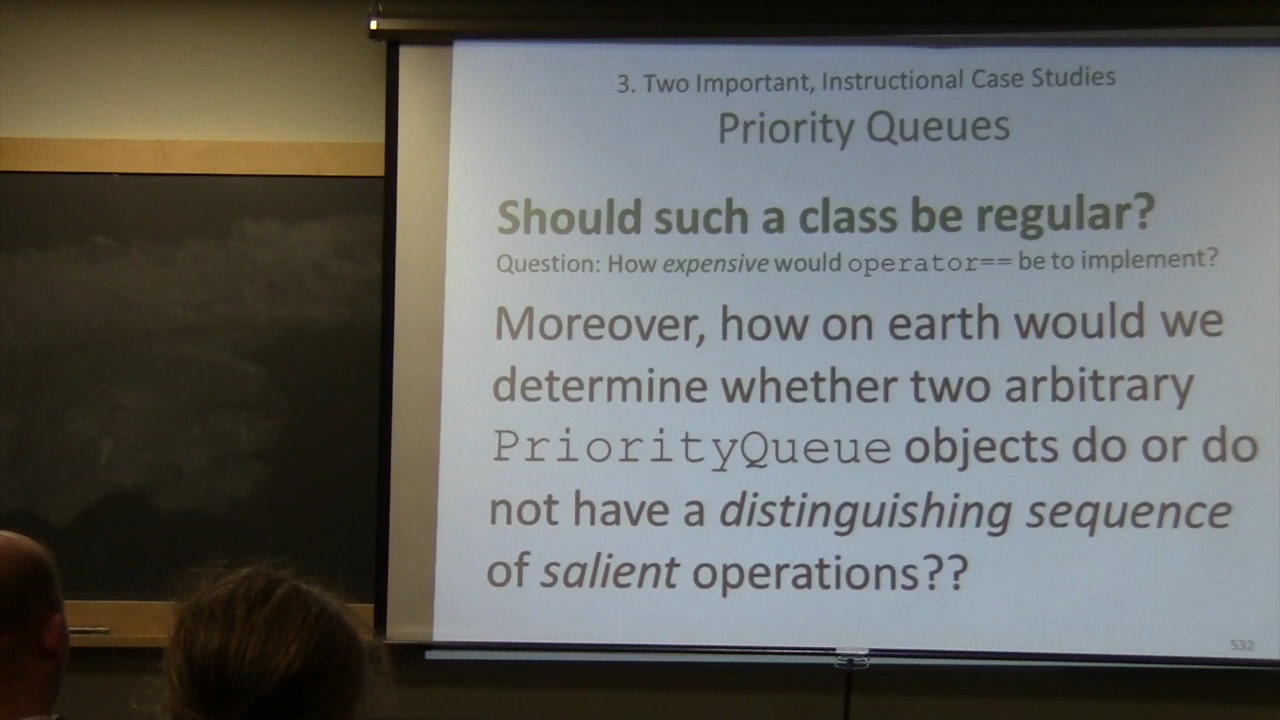 3. Two Important, Instructional Case Studies
Priority Queues
Should such a class be regular?
Question: How expensive would operator== be to implement?
Moreover, how on earth would we
determine whether two arbitrary
PriorityQueue objects do or do
not have a distinguishing sequence
of salient operations??
532